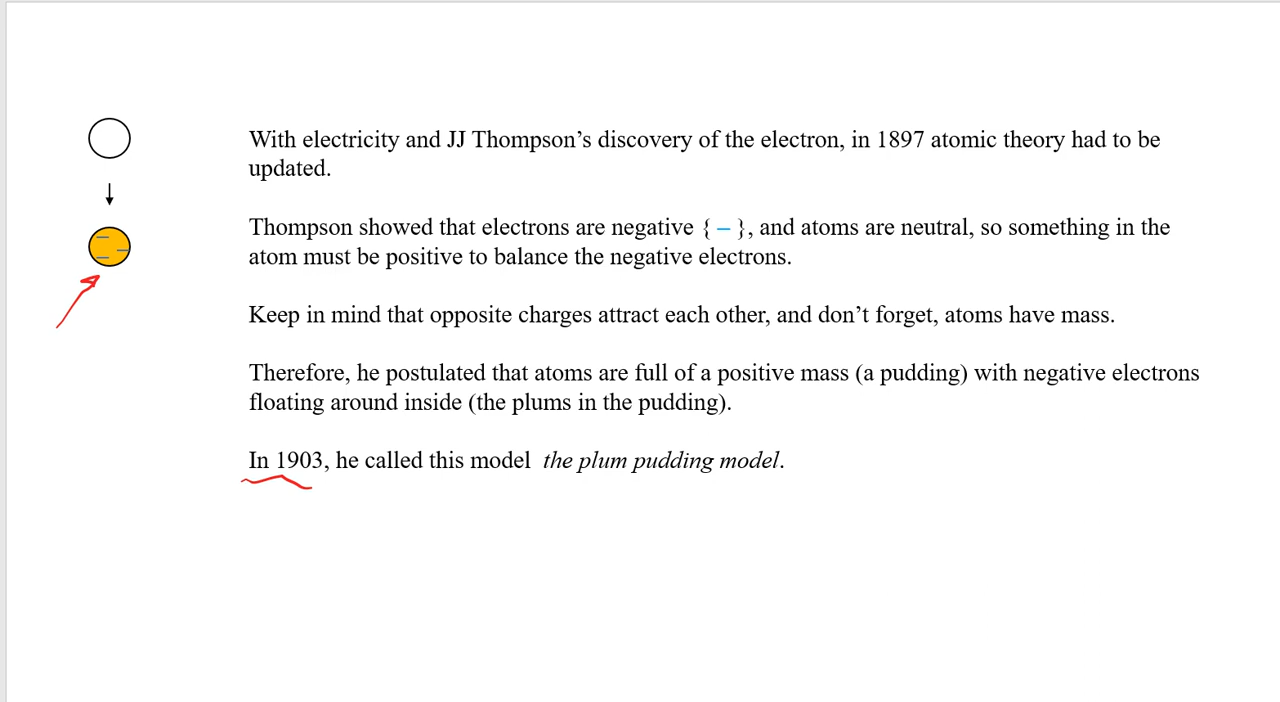 With electricity and JJ Thompson’s discovery of the electron, in 1897 atomic theory had to be
updated.
Thompson showed that electrons are negative { – }, and atoms are neutral, so something in the
atom must be positive to balance the negative electrons.
Keep in mind that opposite charges attract each other, and don’t forget, atoms have mass.
Therefore, he postulated that atoms are full of a positive mass (a pudding) with negative electrons
floating around inside (the plums in the pudding).
In 1903, he called this model the plum pudding model.